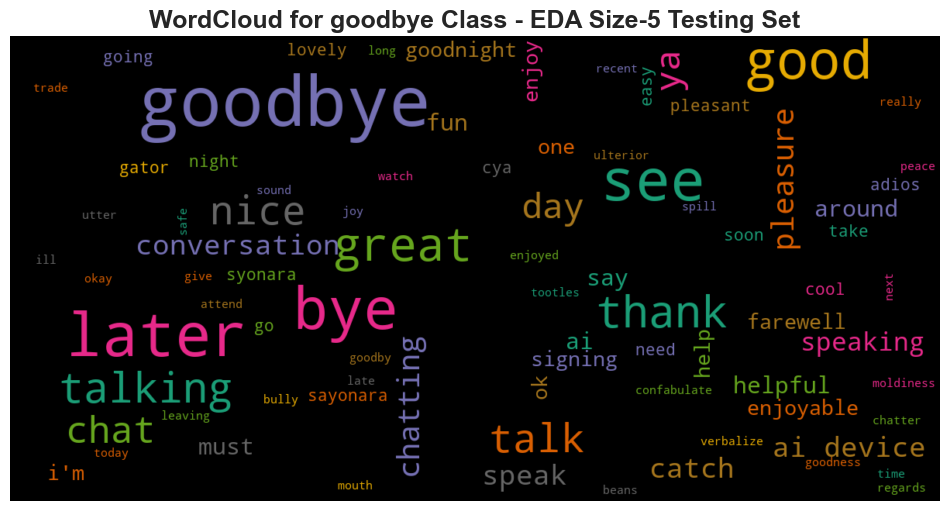 WordCloud for goodbye Class - EDA Size-5 Testing Set
going
lovely
long
goodnight
enjoy
recent
easy
ya
good
trade
goodbye
fun
pleasant
really
gator
night
watch
cya
one
ulterior
see
pleasure
peace
adios
utter
safe
sound
nice
joy
day
spill
around
conversation
great
soon
take
ill
okay
give
syonara
enjoyed
say
tootles
cool
next
attend
bye
thank
later
go
ai
farewell
speaking
goodby
signing
need
help
talking
late
sayonara
chatting
ok
confabulate
helpful
moldiness
bully
leaving
enjoyable
chat
today
must
talk
verbalize
ai device
chatter
i'm
mouth
speak
beans
catch
goodness
time
regards